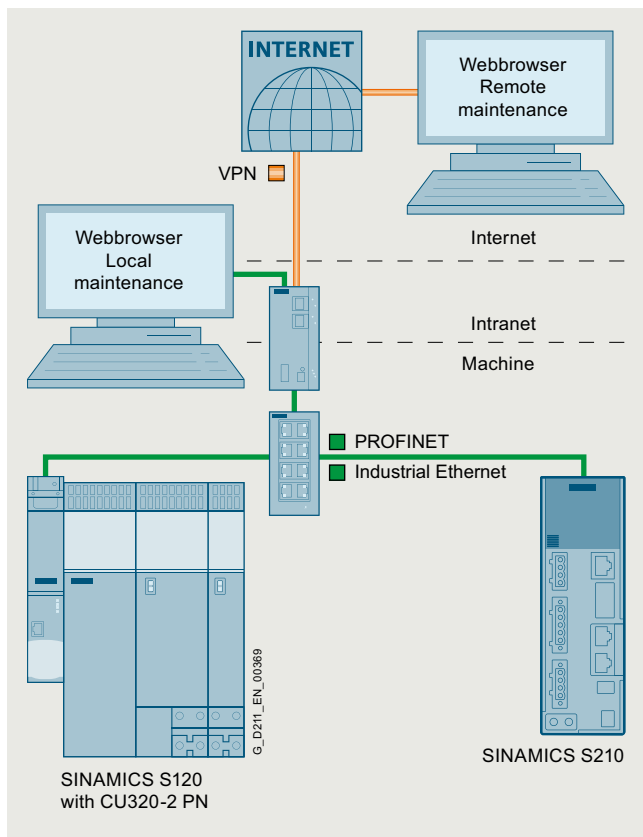 INTERNET
Webbrowser
Remote
maintenance
VPN
Webbrowser
Local
maintenance
Internet
Intranet
Machine
PROFINET
Industrial Ethernet
G_D211_EN_00369
SINAMICS S120
with CU320-2 PN
SINAMICS S210